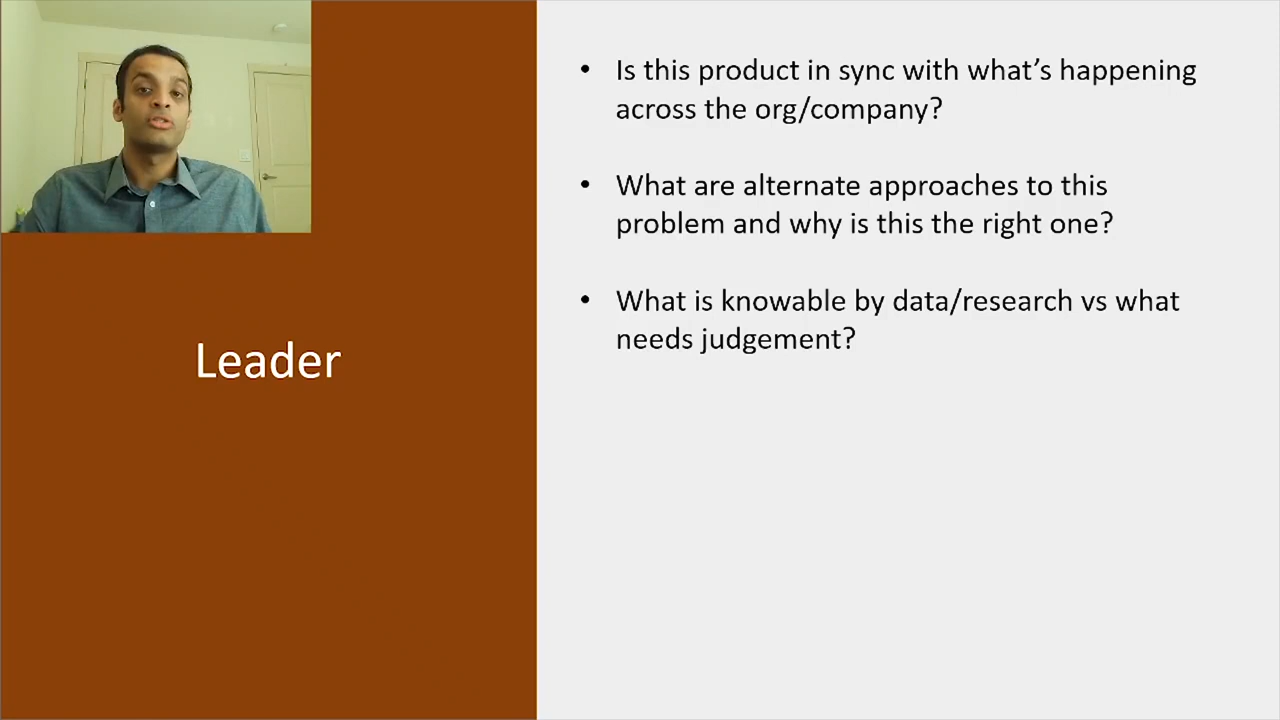 Leader
• Is this product in sync with what’s happening
across the org/company?
• What are alternate approaches to this
problem and why is this the right one?
• What is knowable by data/research vs what
needs judgement?